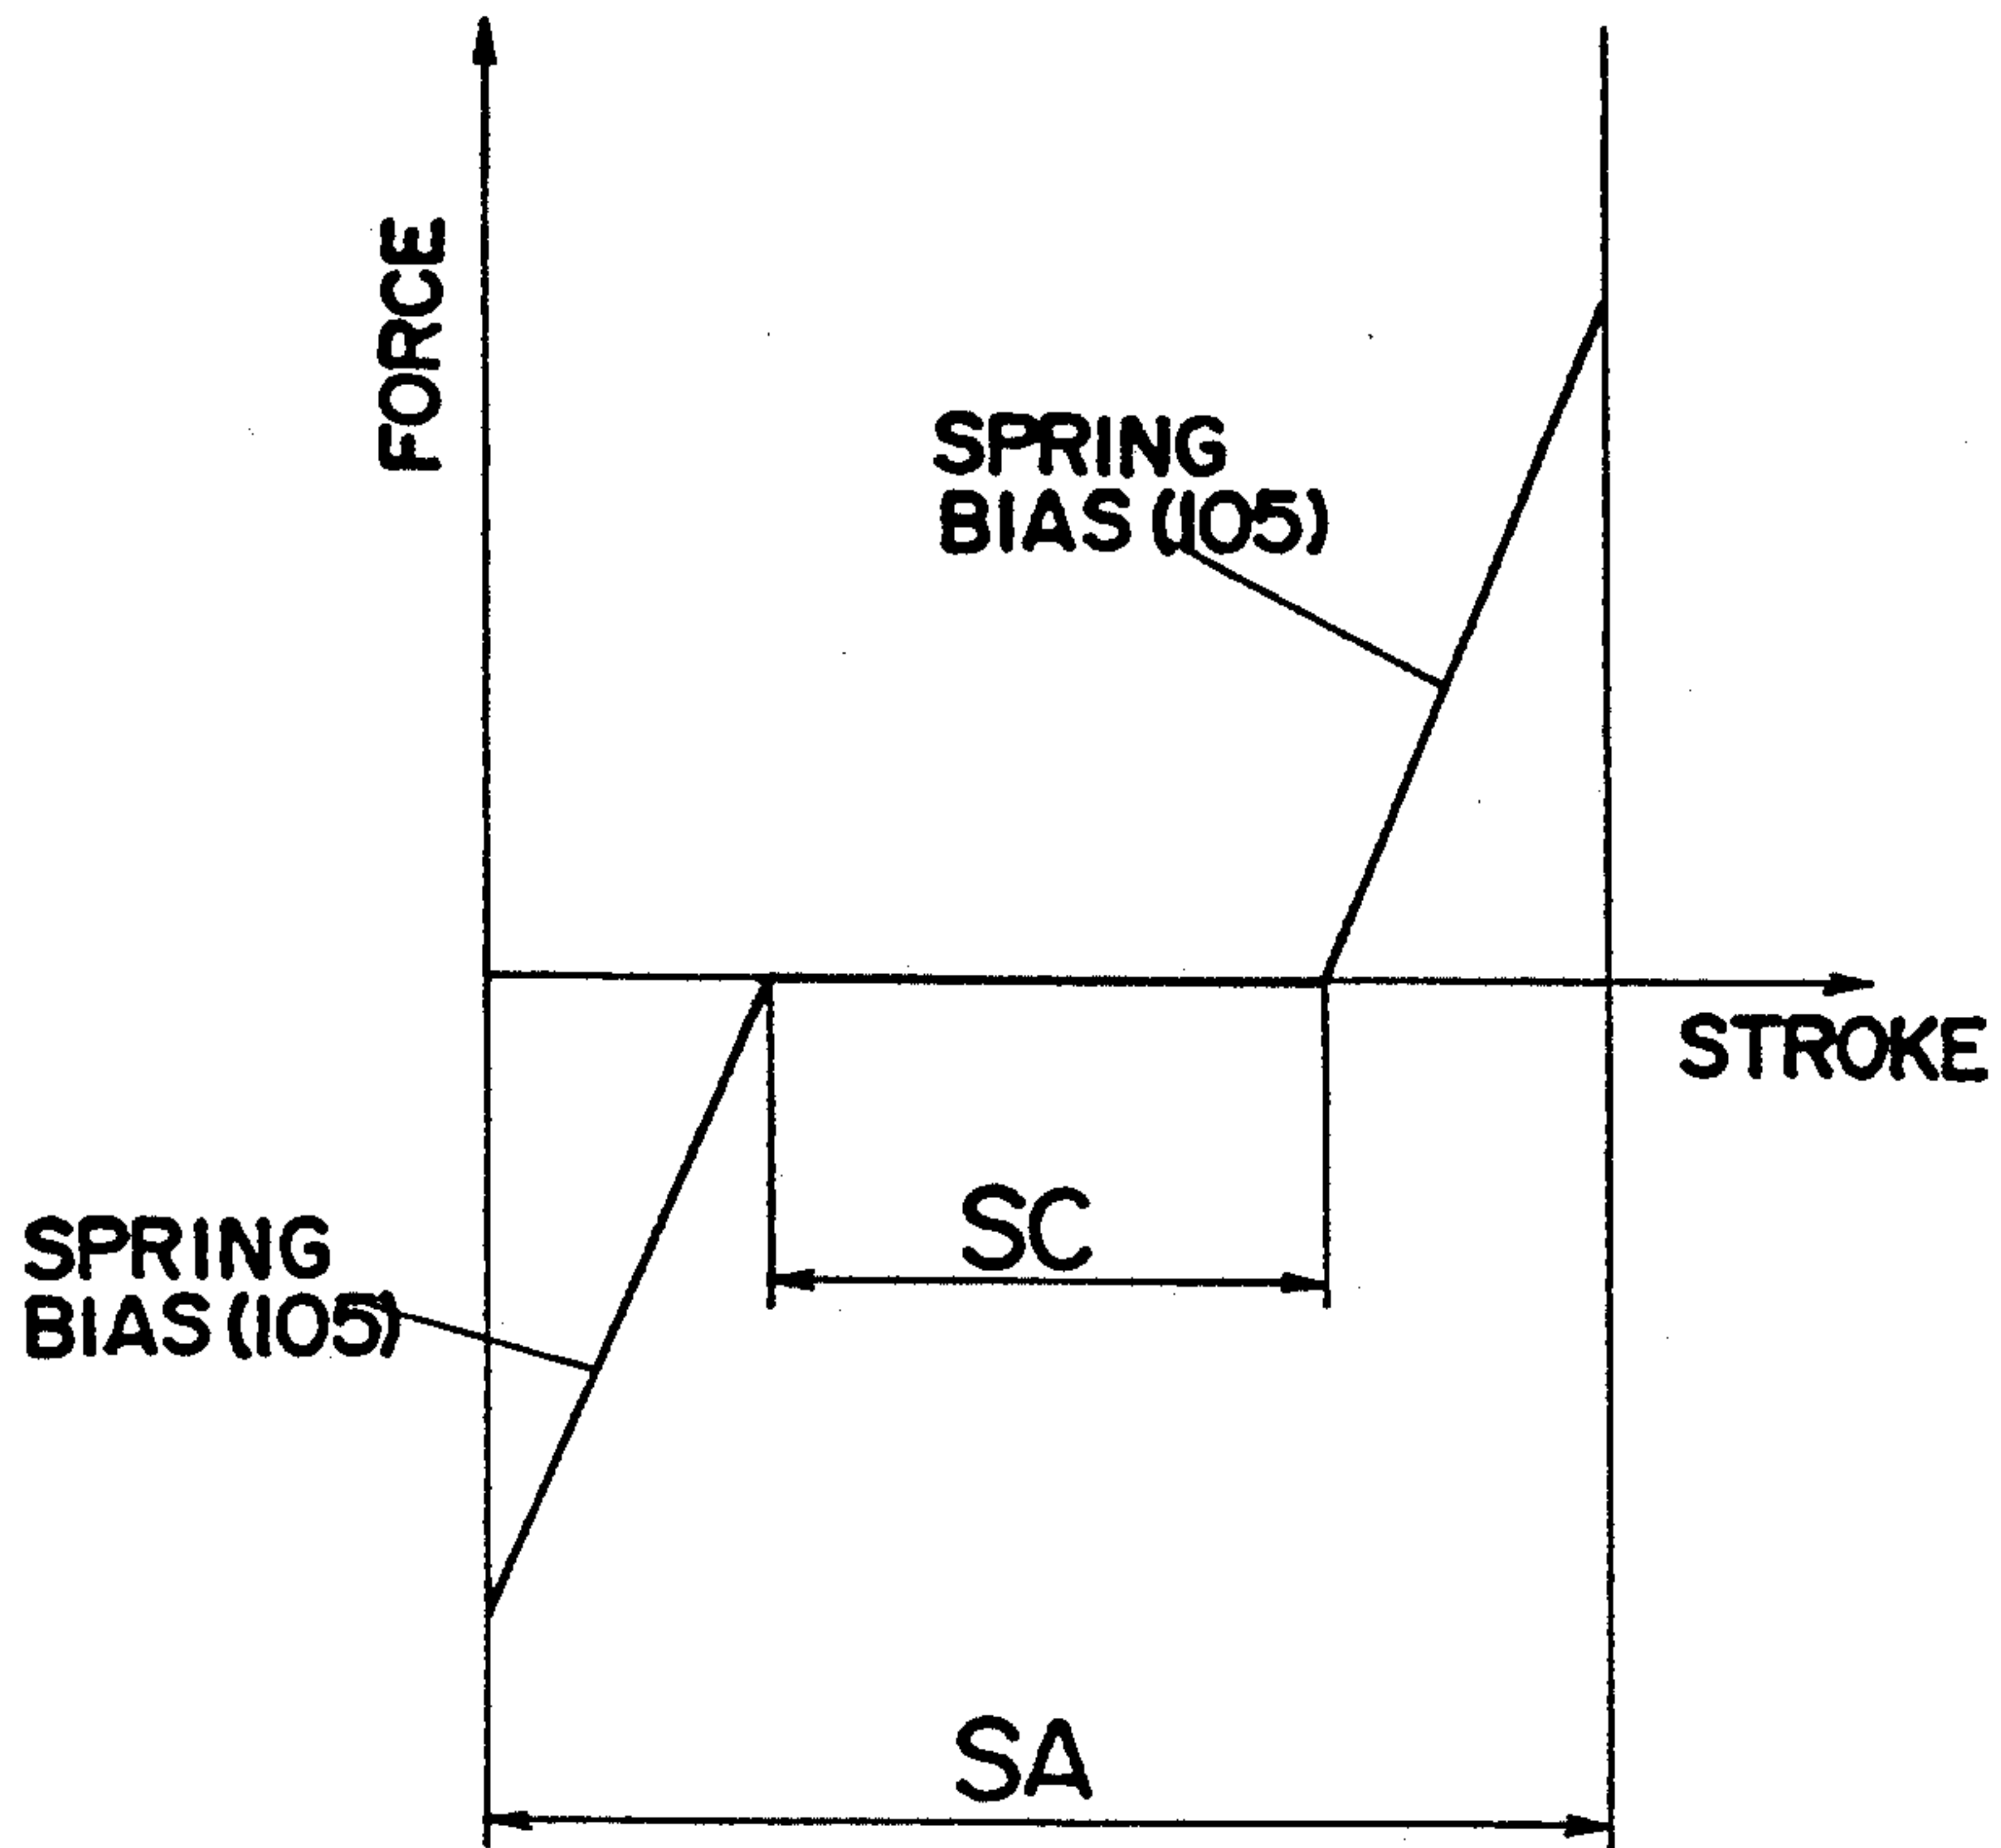 FORCE
SPRING
BIAS (105)
STROKE
SC
SPRING
BIAS (105)
SA